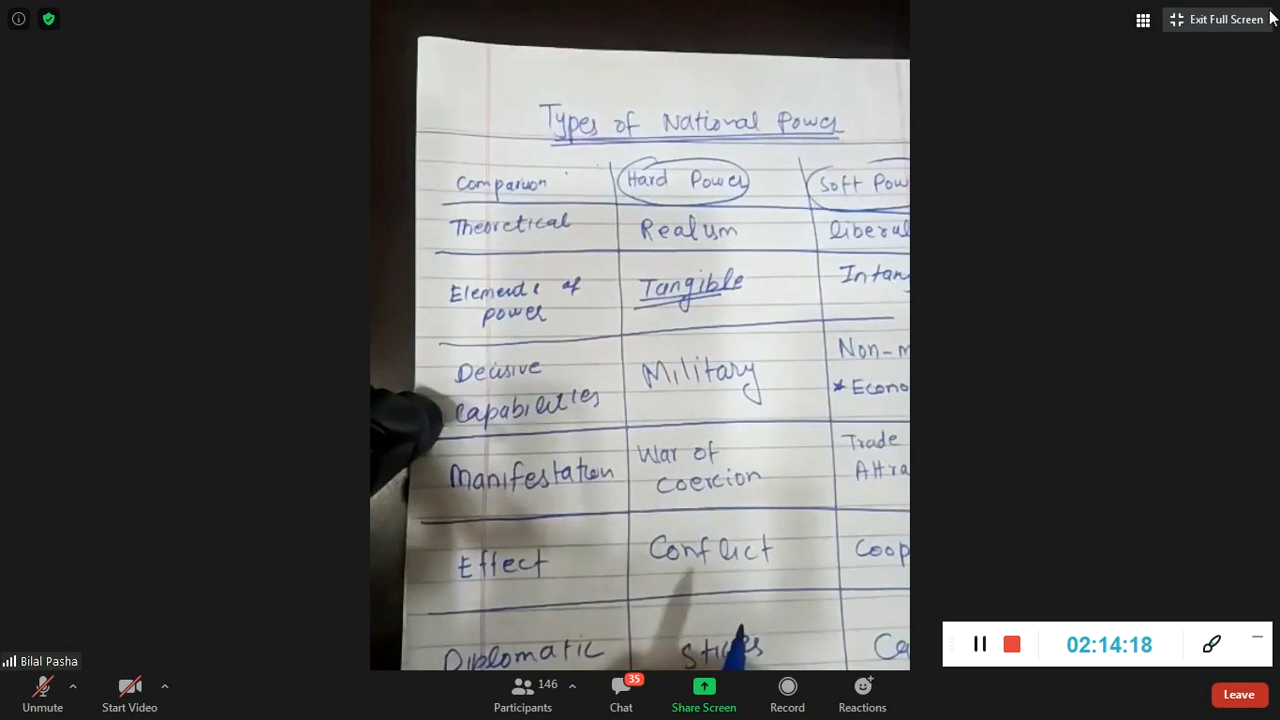 Exit Full Screen
Types of National Power
Comparison Hard Power Soft Pow
Theoretical Realism liberal
Elements of Tangible Intan
power
Decisive Military Non-m
Capabilities * Econo
Manifestation War of Trade
coercion Attra
Effect Conflict Coop
Diplomatic Sticks Ca
02:14:18
Bilal Pasha
Unmute Start Video Participants 146 Chat 35 Share Screen Record Reactions Leave